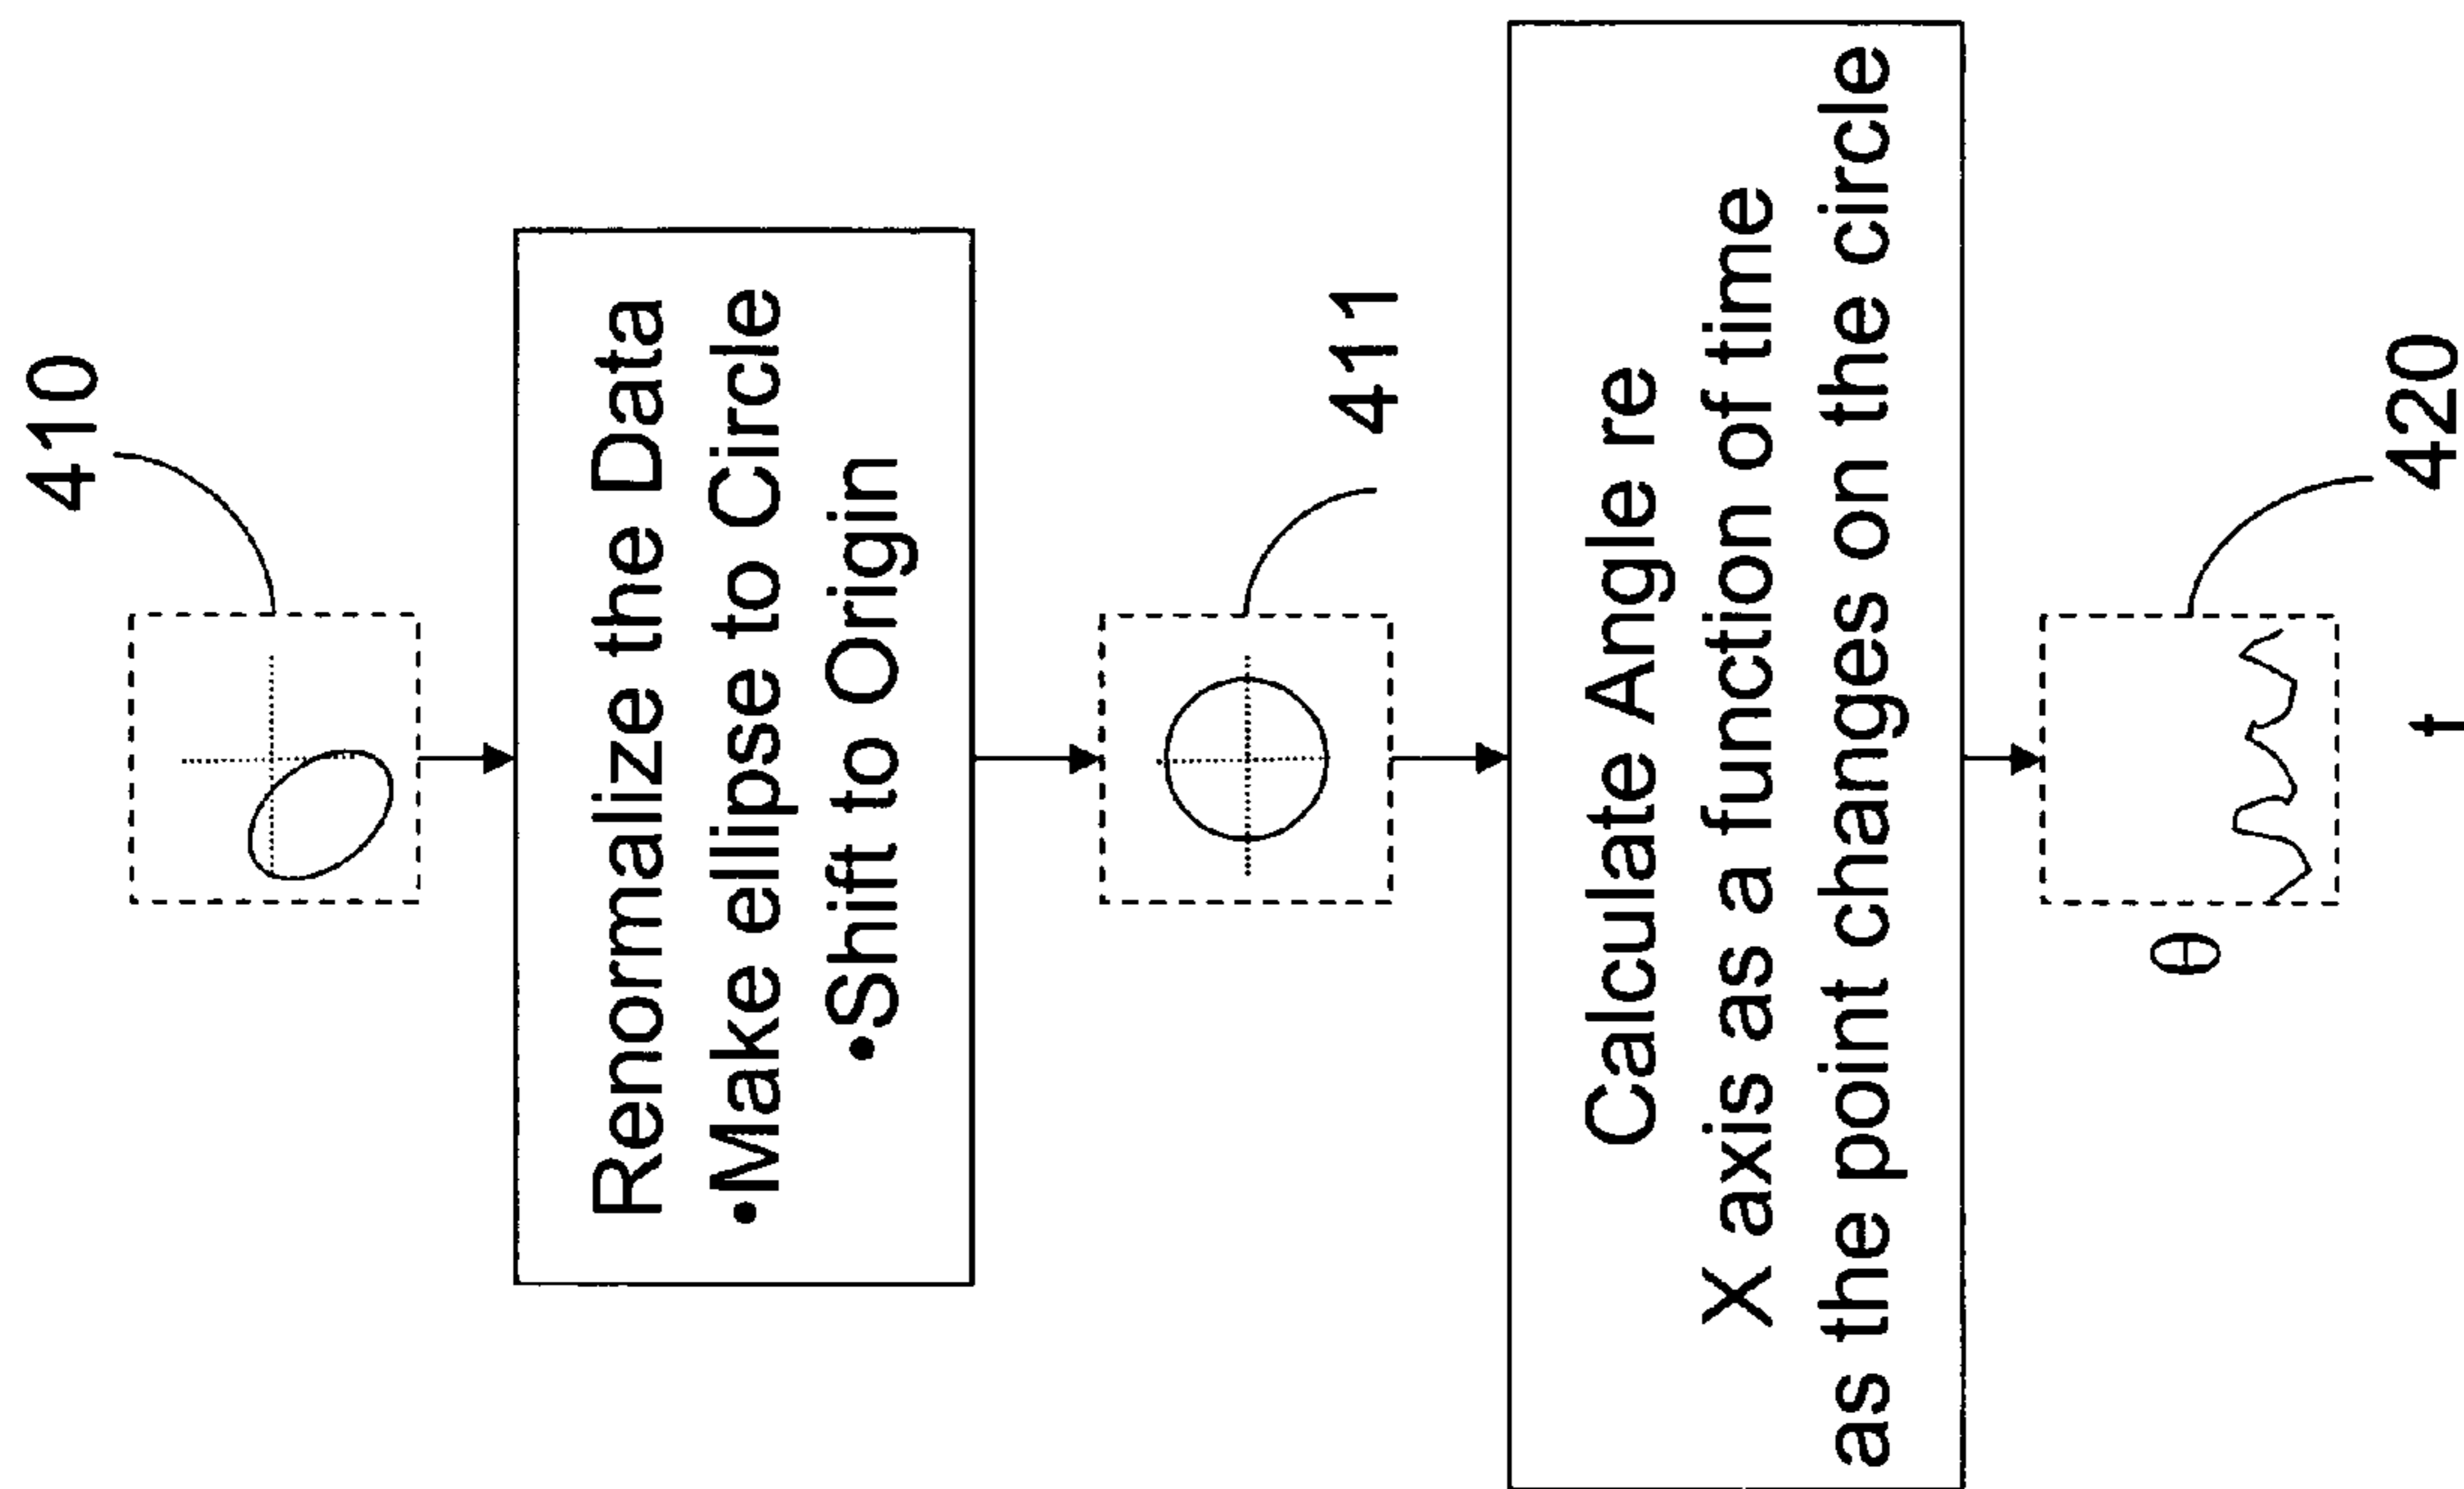 410
Renormalize the Data
•Make ellipse to Circle
•Shift to Origin
411
Calculate Angle re
X axis as a function of time
as the point changes on the circle
θ
t
420